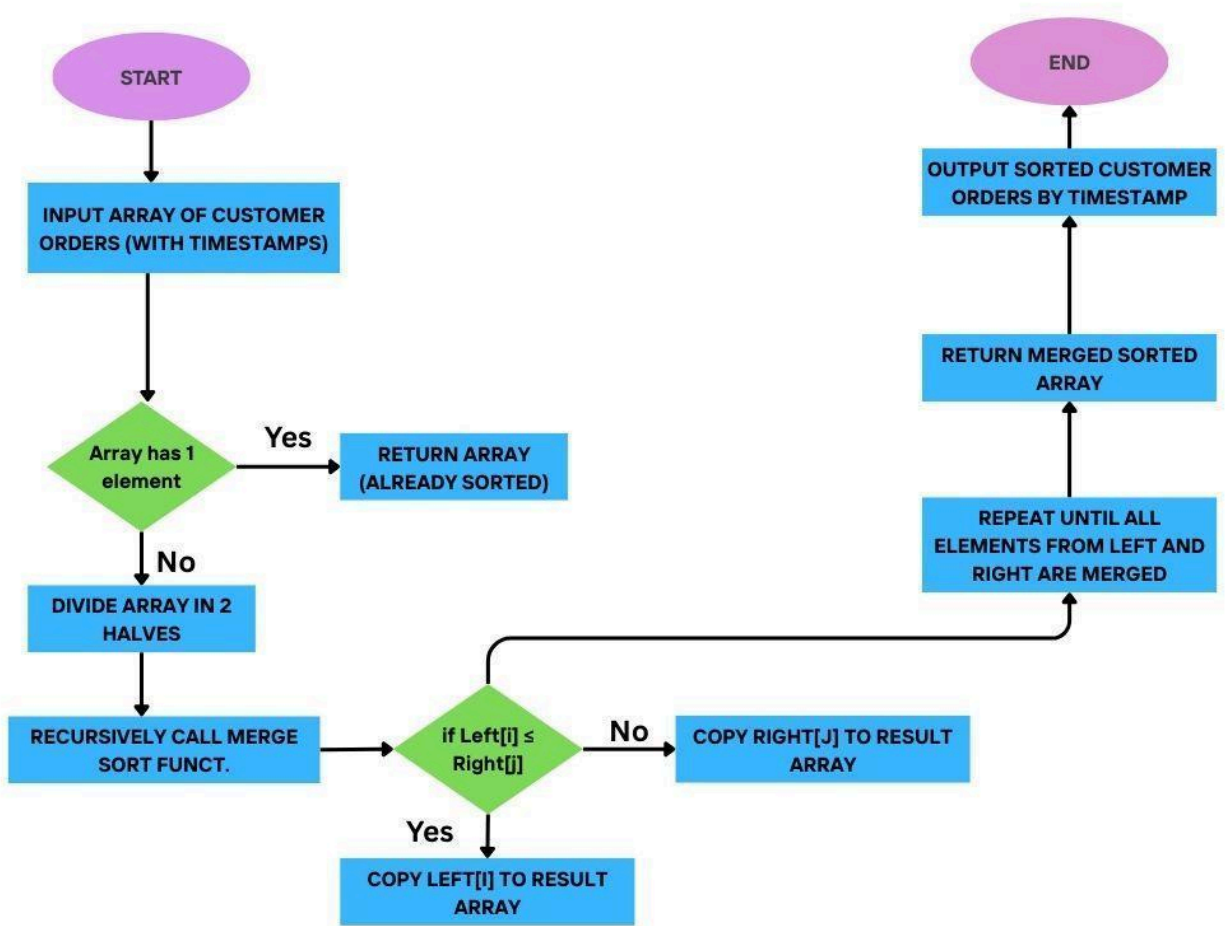 START
INPUT ARRAY OF CUSTOMER
ORDERS (WITH TIMESTAMPS)
Array has 1
element
Yes
RETURN ARRAY
(ALREADY SORTED)
No
DIVIDE ARRAY IN 2
HALVES
RECURSIVELY CALL MERGE
SORT FUNCT.
if Left[i] ≤
Right[j]
No
COPY RIGHT[J] TO RESULT
ARRAY
Yes
COPY LEFT[I] TO RESULT
ARRAY
REPEAT UNTIL ALL
ELEMENTS FROM LEFT AND
RIGHT ARE MERGED
RETURN MERGED SORTED
ARRAY
OUTPUT SORTED CUSTOMER
ORDERS BY TIMESTAMP
END